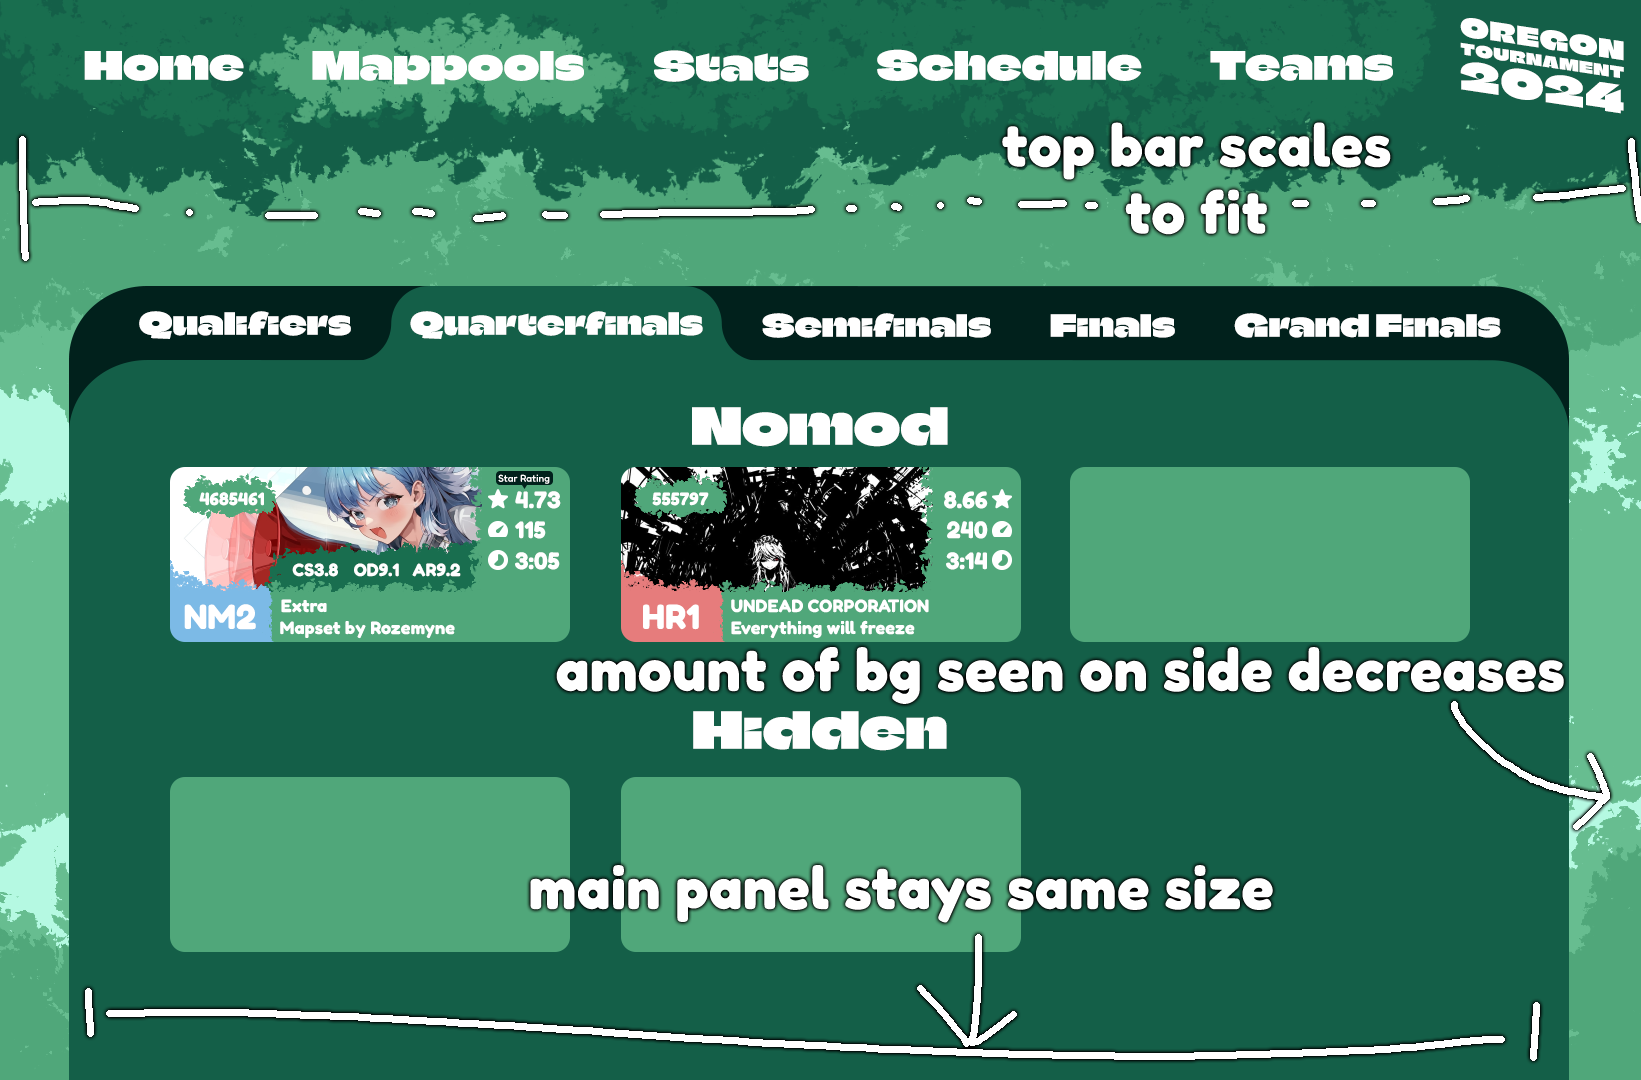 Home Mappools Stats Schedule Teams
OREGON
TOURNAMENT
2024
top bar scales
to fit
Qualifiers Quarterfinals Semifinals Finals Grand Finals
Nomod
4685461
Star Rating
4.73
115
3:05
CS3.8 OD9.1 AR9.2
NM2
Extra
Mapset by Rozemyne
555797
8.66
240
3:14
HR1
UNDEAD CORPORATION
Everything will freeze
amount of bg seen on side decreases
Hidden
main panel stays same size